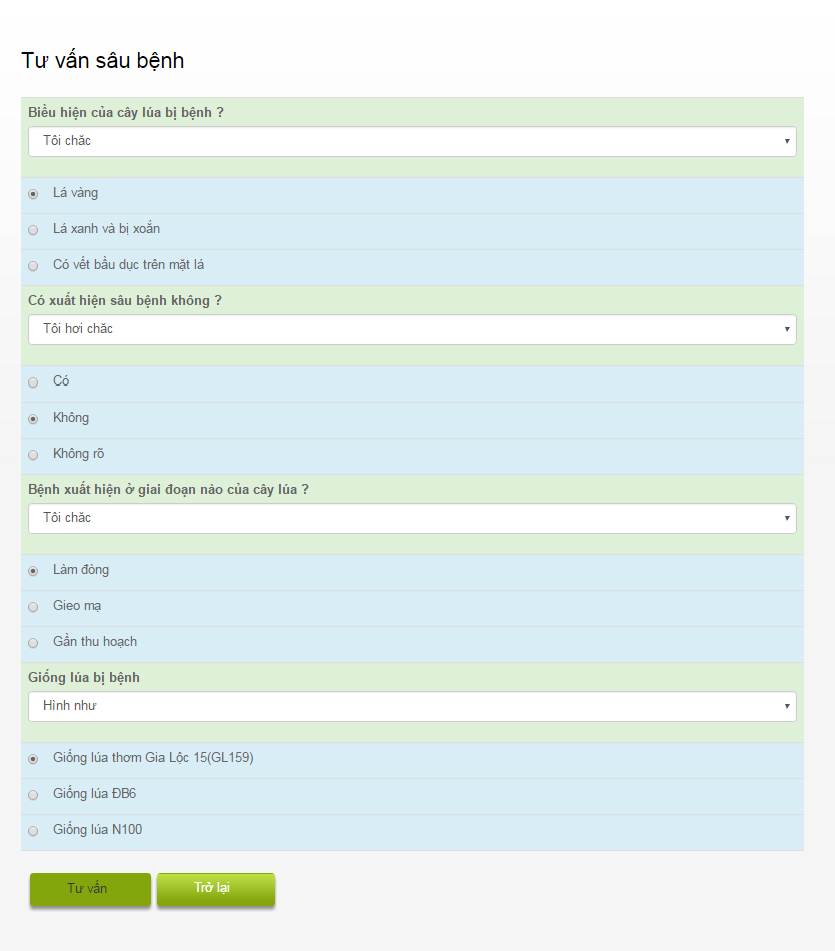 Tư vấn sâu bệnh
Biểu hiện của cây lúa bị bệnh ?
Tôi chăc
Lá vàng
Lá xanh và bị xoắn
Có vết bầu dục trên mặt lá
Có xuất hiện sâu bệnh không ?
Tôi hơi chăc
Có
Không
Không rõ
Bệnh xuất hiện ở giai đoạn nào của cây lúa ?
Tôi chăc
Làm đòng
Gieo mạ
Gần thu hoạch
Giống lúa bị bệnh
Hình như
Giống lúa thơm Gia Lộc 15(GL159)
Giống lúa ĐB6
Giống lúa N100
Tư vấn
Trở lại